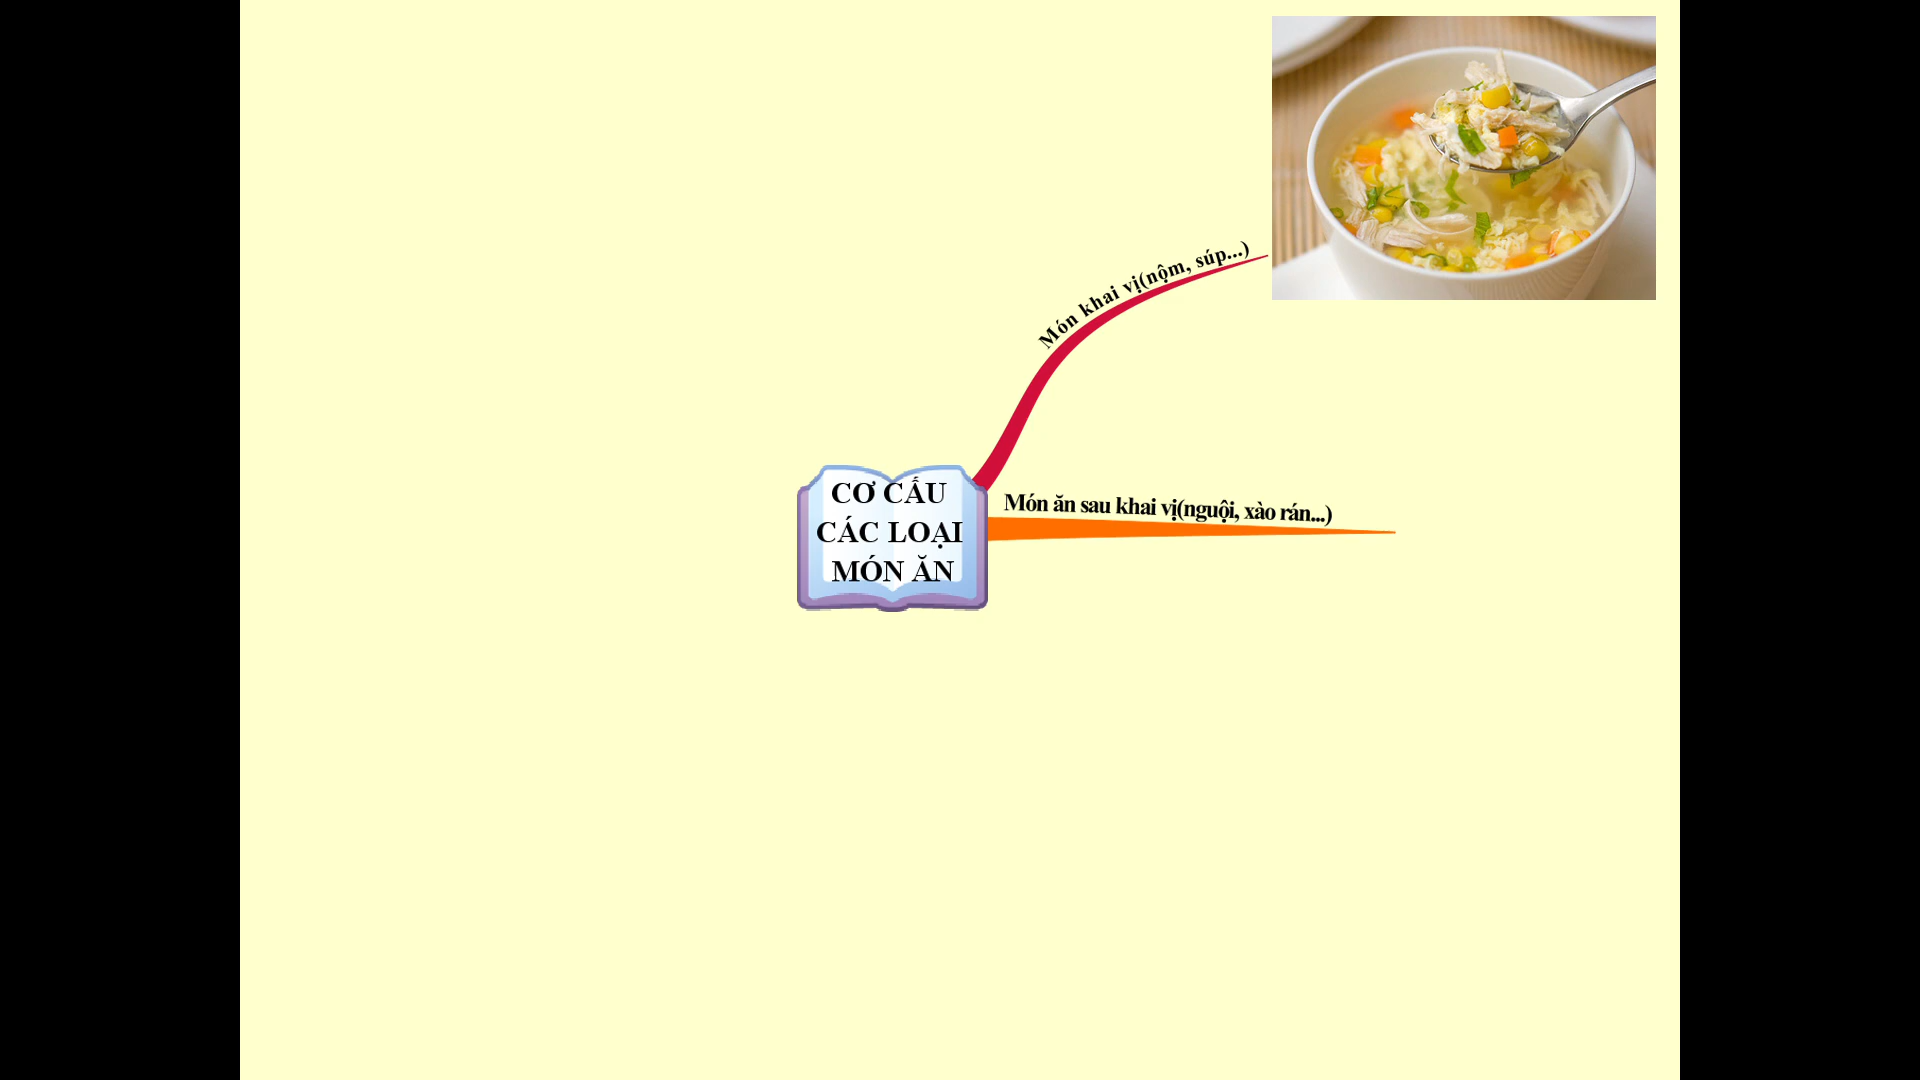 Món khai vị(nộm, súp...)
CƠ CẤU
CÁC LOẠI
MÓN ĂN
Món ăn sau khai vị(nguội, xào rán...)